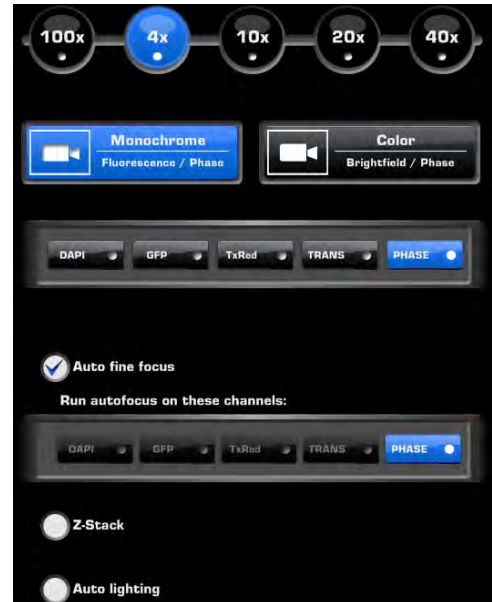 100x 4x 10x 20x 40x
Monochrome
Fluorescence / Phase
Color
Brightfield / Phase
DAPI GFP TxRed TRANS PHASE
Auto fine focus
Run autofocus on these channels:
DAPI GFP TxRed TRANS PHASE
Z-Stack
Auto lighting